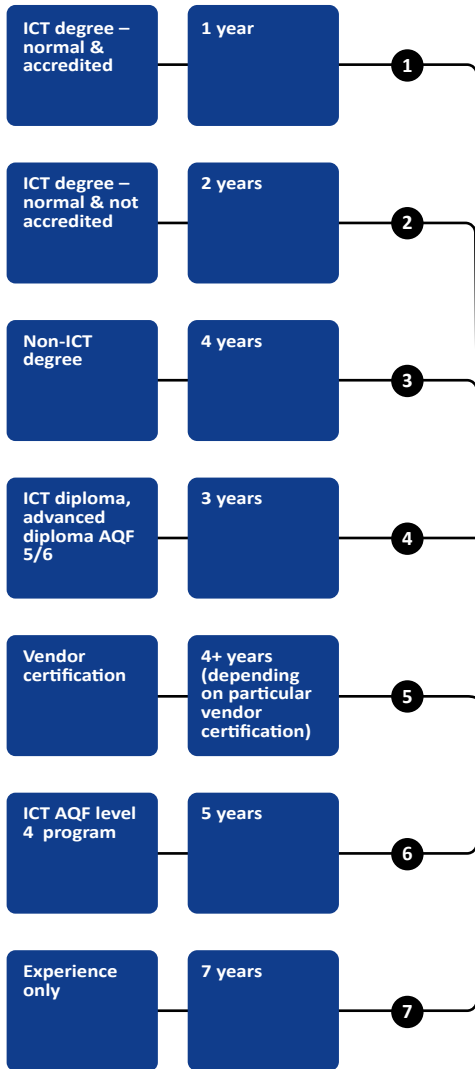 ICT degree –
normal &
accredited
1 year
1
ICT degree –
normal & not
accredited
2 years
2
Non-ICT
degree
4 years
3
ICT diploma,
advanced
diploma AQF
5/6
3 years
4
Vendor
certification
4+ years
(depending
on particular
vendor
certification)
5
ICT AQF level
4 program
5 years
6
Experience
only
7 years
7